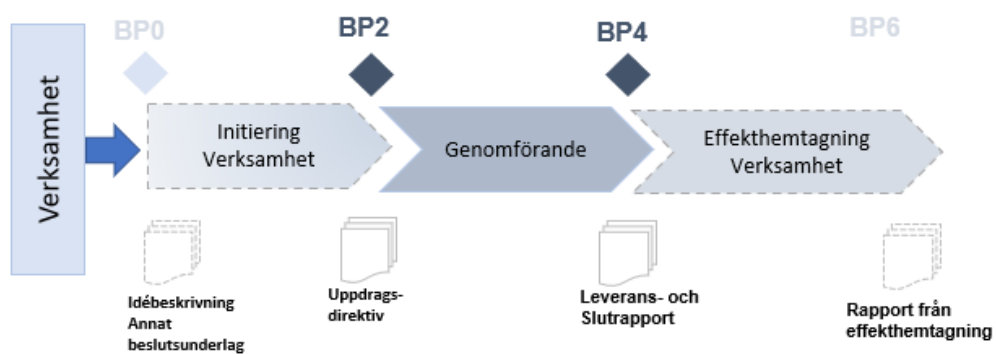 BP0
BP2
BP4
BP6
Verksamhet
Initiering
Verksamhet
Genomförande
Effekthemtagning
Verksamhet
Idébeskrivning
Annat
beslutsunderlag
Uppdrags-
direktiv
Leverans- och
Slutrapport
Rapport från
effekthemtagning